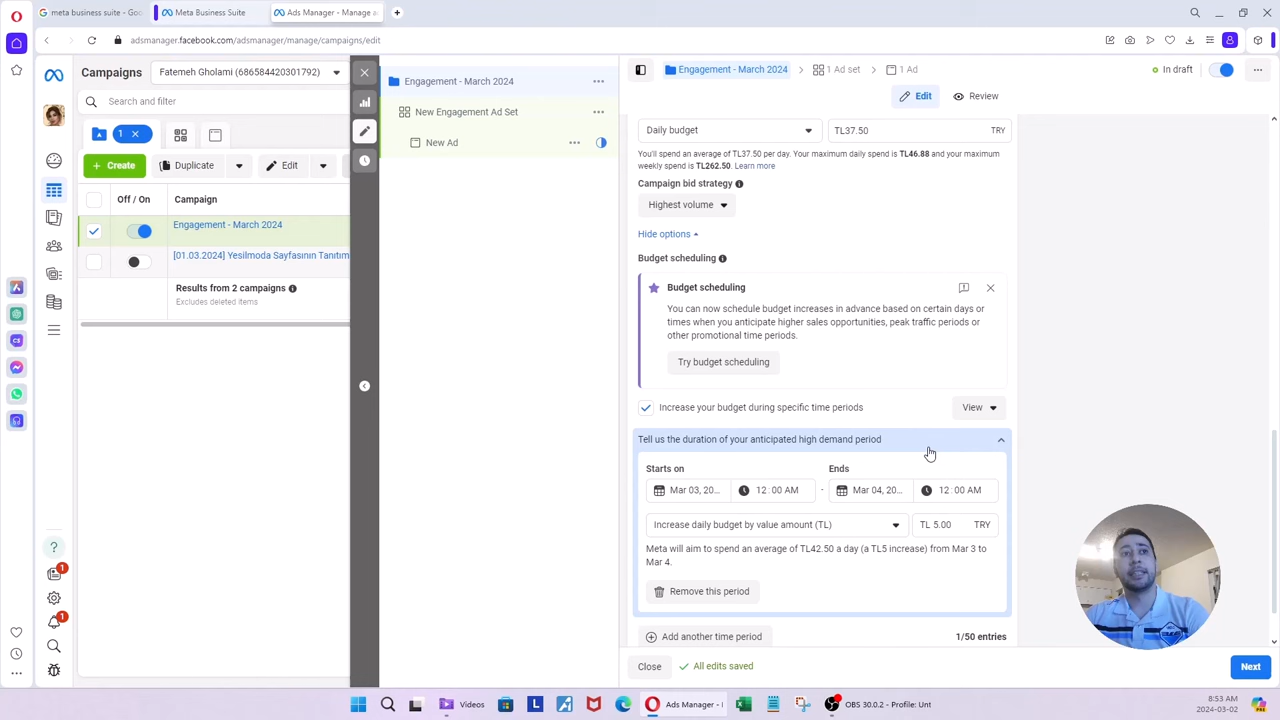 meta business suite - Goo
Meta Business Suite
Ads Manager - Manage a
adsmanager.facebook.com/adsmanager/manage/campaigns/edit
Campaigns
Fatemeh Gholami (686584420301792)
Search and filter
1
+ Create
Duplicate
Edit
Off / On
Campaign
Engagement - March 2024
[01.03.2024] Yesilmoda Sayfasının Tanıtım
Results from 2 campaigns
Excludes deleted items
1
1
Engagement - March 2024
New Engagement Ad Set
New Ad
Engagement - March 2024
1 Ad set
1 Ad
In draft
Edit
Review
Daily budget
TL37.50
TRY
You'll spend an average of TL37.50 per day. Your maximum daily spend is TL46.88 and your maximum
weekly spend is TL262.50. Learn more
Campaign bid strategy
Highest volume
Hide options
Budget scheduling
Budget scheduling
You can now schedule budget increases in advance based on certain days or
times when you anticipate higher sales opportunities, peak traffic periods or
other promotional time periods.
Try budget scheduling
Increase your budget during specific time periods
View
Tell us the duration of your anticipated high demand period
Starts on
Ends
Mar 03, 20...
12 : 00 AM
-
Mar 04, 20...
12 : 00 AM
Increase daily budget by value amount (TL)
TL 5.00
TRY
Meta will aim to spend an average of TL42.50 a day (a TL5 increase) from Mar 3 to
Mar 4.
Remove this period
Add another time period
1/50 entries
Close
All edits saved
Next
Videos
Ads Manager - I
OBS 30.0.2 - Profile: Unt
8:53 AM
2024-03-02